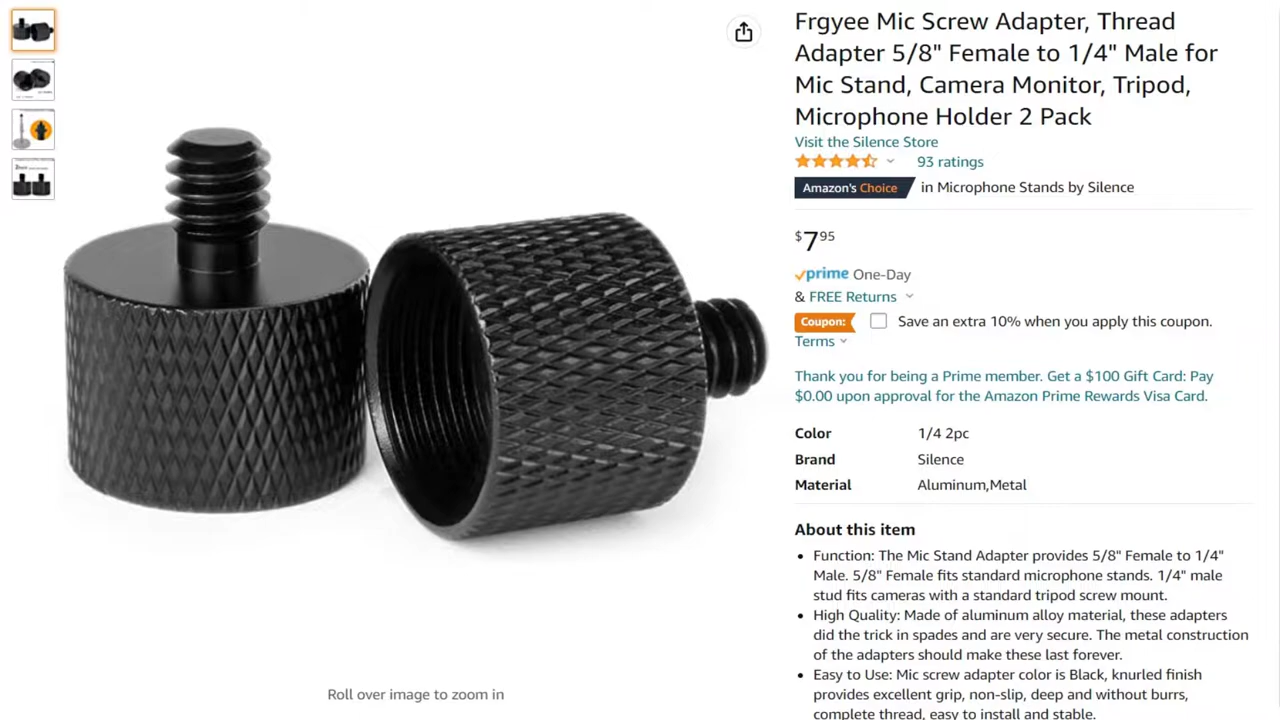 Frgyee Mic Screw Adapter, Thread
Adapter 5/8" Female to 1/4" Male for
Mic Stand, Camera Monitor, Tripod,
Microphone Holder 2 Pack
Visit the Silence Store
93 ratings
Amazon's Choice in Microphone Stands by Silence
$7 95
prime One-Day
& FREE Returns
Coupon: Save an extra 10% when you apply this coupon.
Terms
Thank you for being a Prime member. Get a $100 Gift Card: Pay
$0.00 upon approval for the Amazon Prime Rewards Visa Card.
Color 1/4 2pc
Brand Silence
Material Aluminum,Metal
About this item
• Function: The Mic Stand Adapter provides 5/8" Female to 1/4"
Male. 5/8" Female fits standard microphone stands. 1/4" male
stud fits cameras with a standard tripod screw mount.
• High Quality: Made of aluminum alloy material, these adapters
did the trick in spades and are very secure. The metal construction
of the adapters should make these last forever.
• Easy to Use: Mic screw adapter color is Black, knurled finish
provides excellent grip, non-slip, deep and without burrs,
complete thread, easy to install and stable.
Roll over image to zoom in